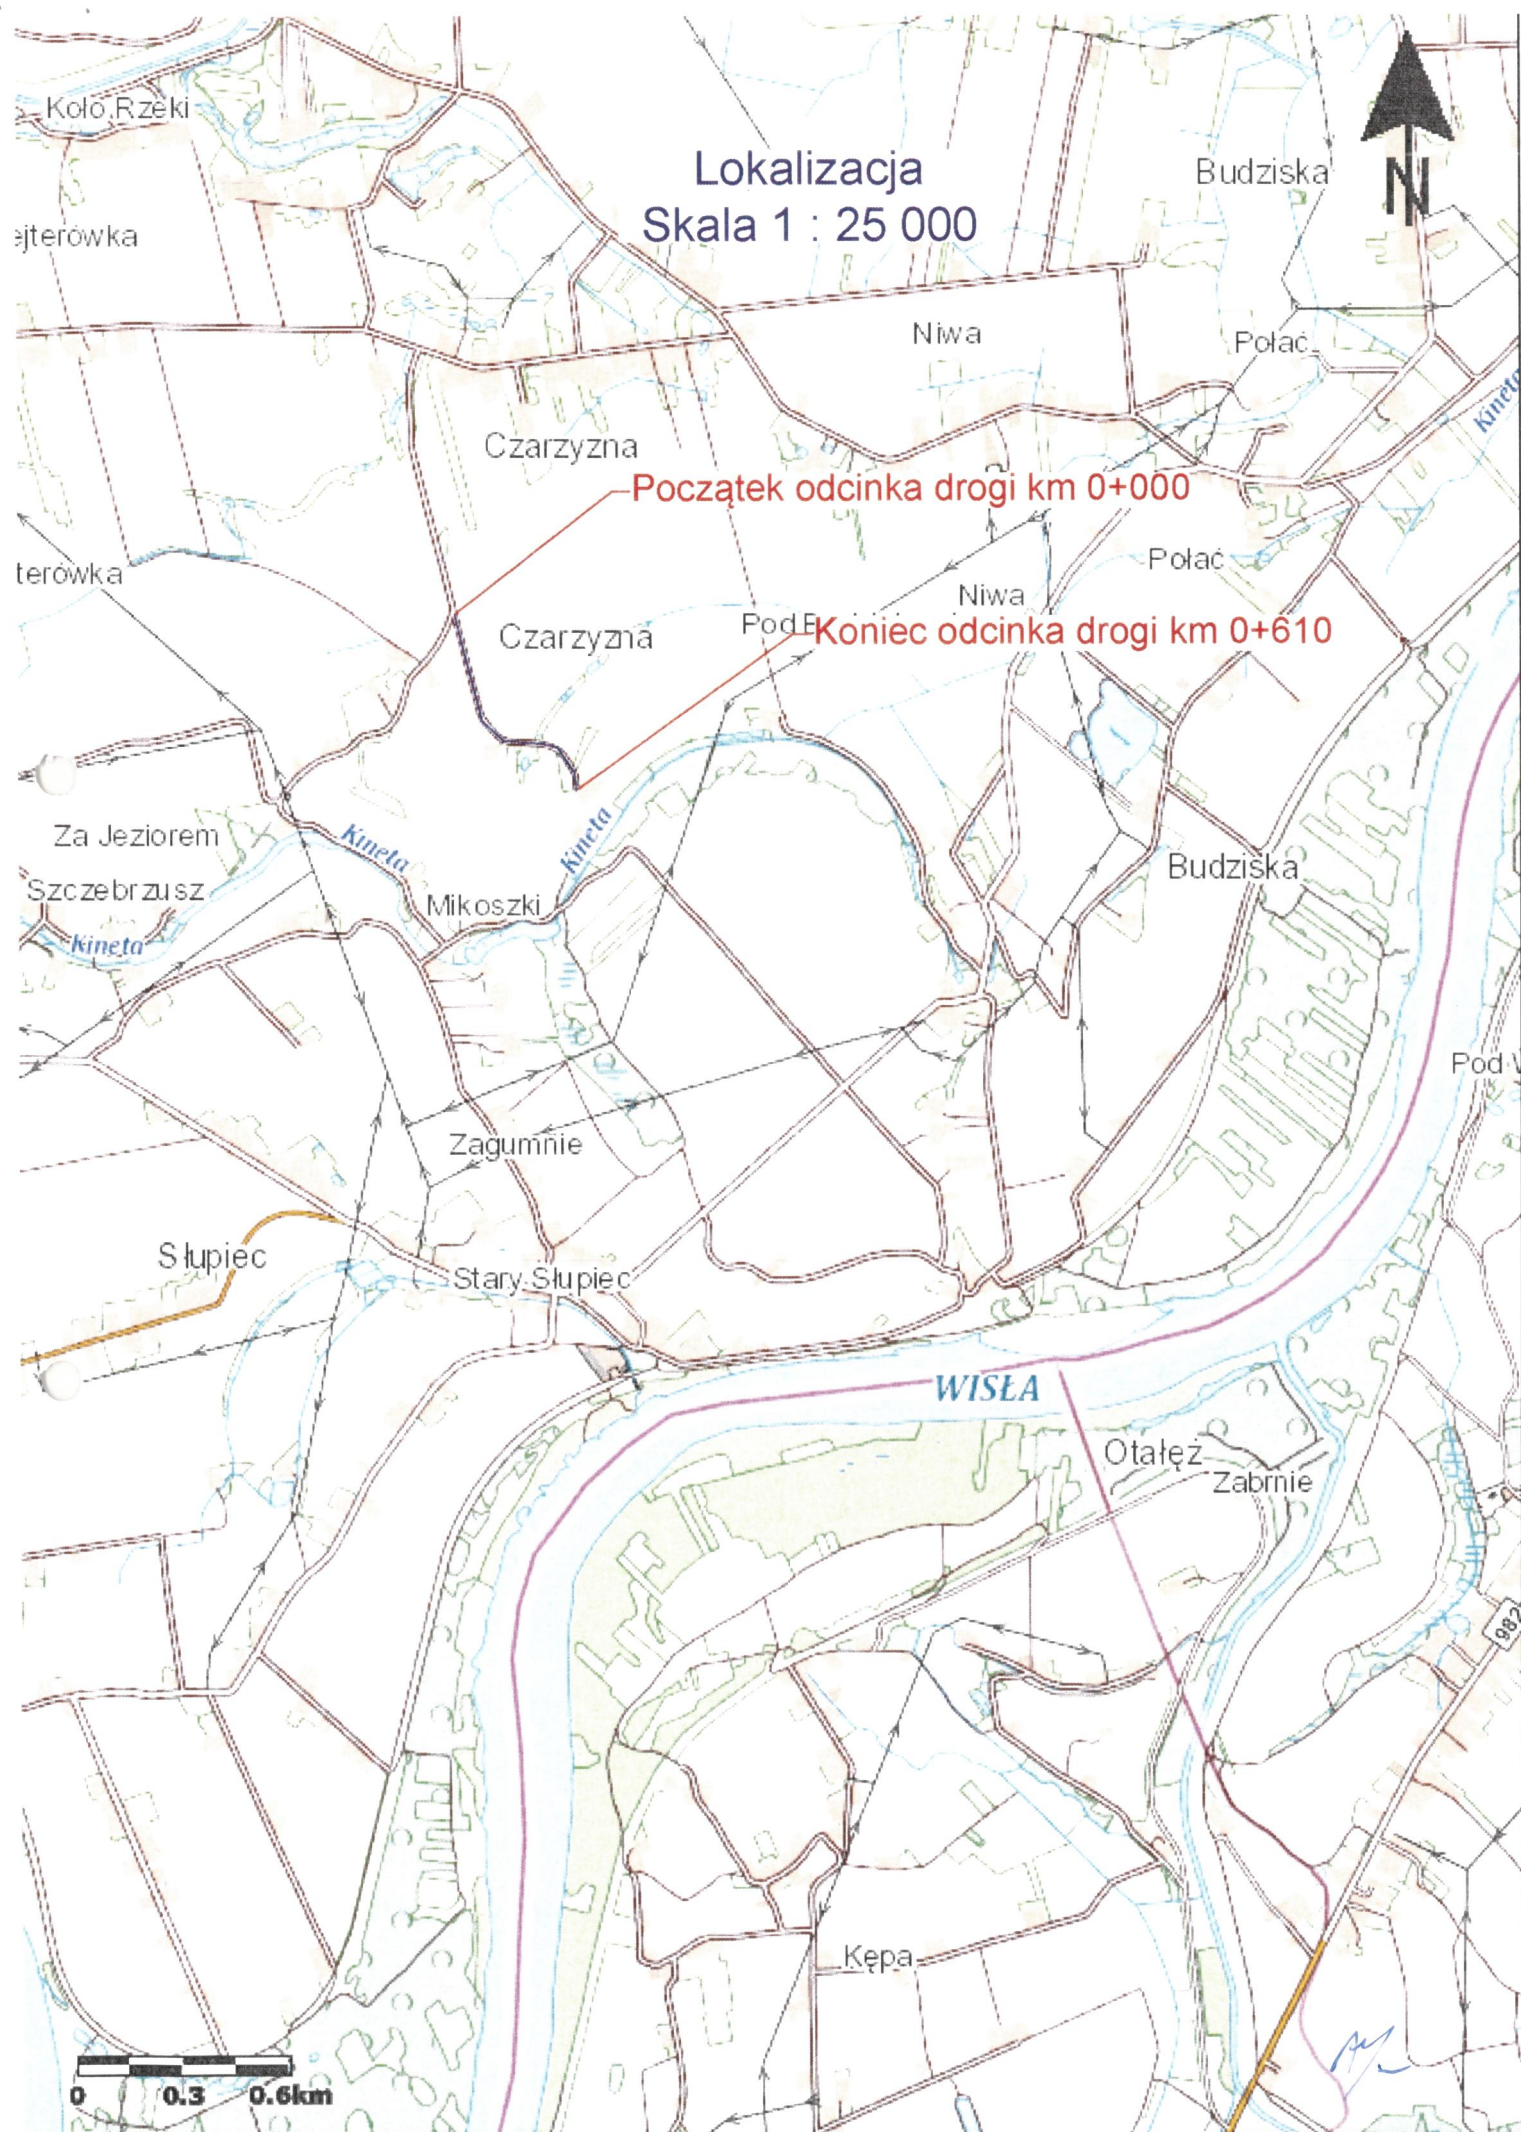 Koło Rzeki
Lokalizacja
Skala 1 : 25 000
Budziska
N
ejterówka
Niwa
Połać
Kineta
Czarzyzna
Początek odcinka drogi km 0+000
terówka
Połać
Niwa
Czarzyzna
Pod
Koniec odcinka drogi km 0+610
Za Jeziorem
Kineta
Kineta
Budziska
Szczebrzusz
Mikoszki
Kineta
Pod
Zagumnie
Słupiec
Stary Słupiec
WISŁA
Otałęż
Zabrnie
982
Kępa
0 0.3 0.6km